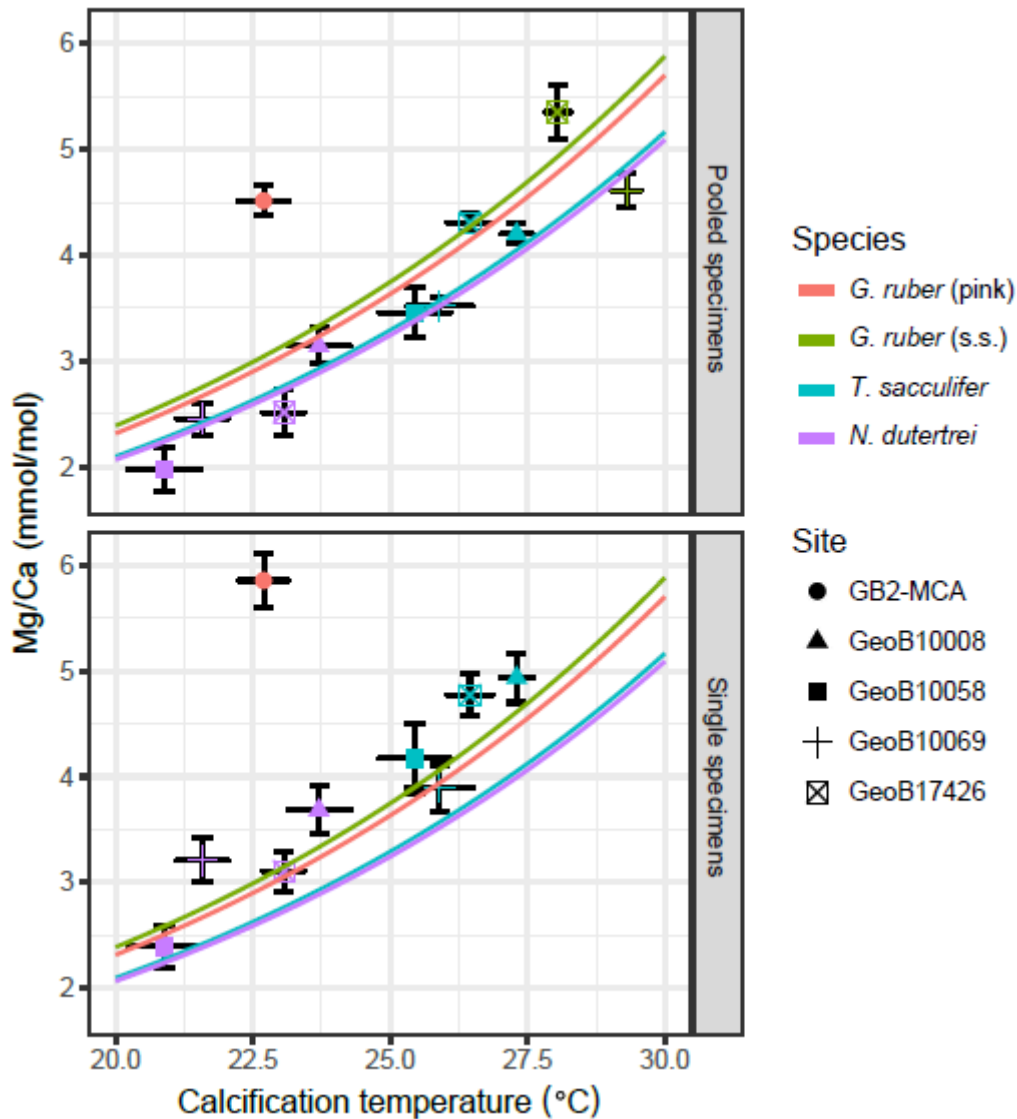 6
5
4
3
2
Pooled specimens
6
5
4
3
2
Single specimens
Mg/Ca (mmol/mol)
20.0 22.5 25.0 27.5 30.0
Calcification temperature (°C)
Species
G. ruber (pink)
G. ruber (s.s.)
T. sacculifer
N. dutertrei
Site
GB2-MCA
GeoB10008
GeoB10058
GeoB10069
GeoB17426